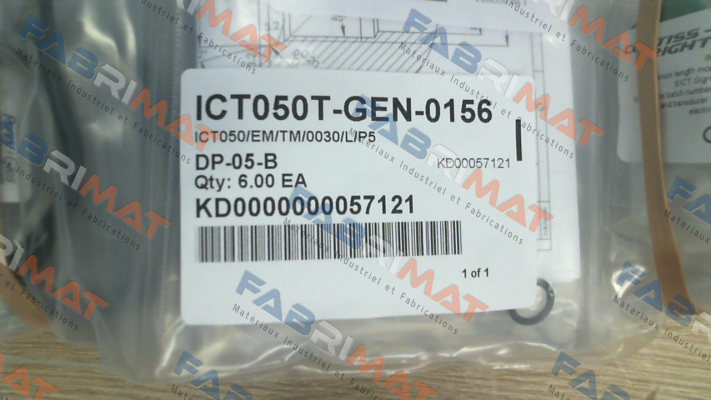 ICT050T-GEN-0156
ICT050/EM/TM/0030/L/P5
KD00057121
DP-05-B
Qty: 6.00 EA
KD0000000057121
1 of 1
FABRIMAT
Matériaux Industriel et Fabrications